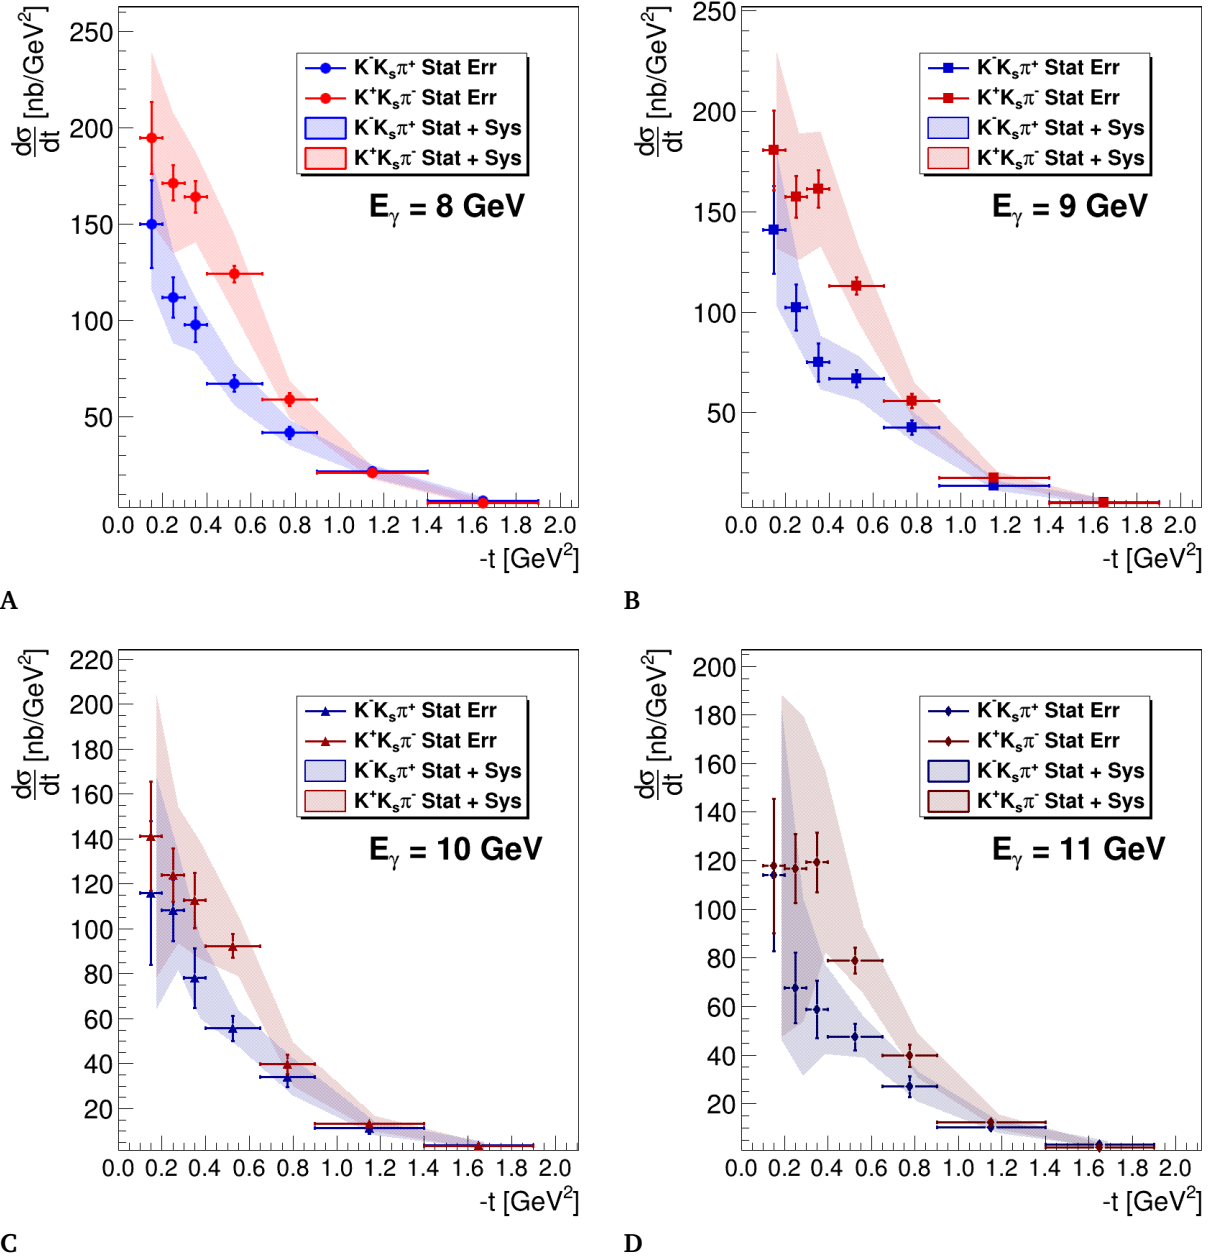 dσ/dt [nb/GeV²]
250
200
150
100
50
K⁻Kₛπ⁺ Stat Err
K⁺Kₛπ⁻ Stat Err
K⁻Kₛπ⁺ Stat + Sys
K⁺Kₛπ⁻ Stat + Sys
Eγ = 8 GeV
0.0 0.2 0.4 0.6 0.8 1.0 1.2 1.4 1.6 1.8 2.0
-t [GeV²]
A
dσ/dt [nb/GeV²]
250
200
150
100
50
K⁻Kₛπ⁺ Stat Err
K⁺Kₛπ⁻ Stat Err
K⁻Kₛπ⁺ Stat + Sys
K⁺Kₛπ⁻ Stat + Sys
Eγ = 9 GeV
0.0 0.2 0.4 0.6 0.8 1.0 1.2 1.4 1.6 1.8 2.0
-t [GeV²]
B
dσ/dt [nb/GeV²]
220
200
180
160
140
120
100
80
60
40
20
K⁻Kₛπ⁺ Stat Err
K⁺Kₛπ⁻ Stat Err
K⁻Kₛπ⁺ Stat + Sys
K⁺Kₛπ⁻ Stat + Sys
Eγ = 10 GeV
0.0 0.2 0.4 0.6 0.8 1.0 1.2 1.4 1.6 1.8 2.0
-t [GeV²]
C
dσ/dt [nb/GeV²]
200
180
160
140
120
100
80
60
40
20
K⁻Kₛπ⁺ Stat Err
K⁺Kₛπ⁻ Stat Err
K⁻Kₛπ⁺ Stat + Sys
K⁺Kₛπ⁻ Stat + Sys
Eγ = 11 GeV
0.0 0.2 0.4 0.6 0.8 1.0 1.2 1.4 1.6 1.8 2.0
-t [GeV²]
D